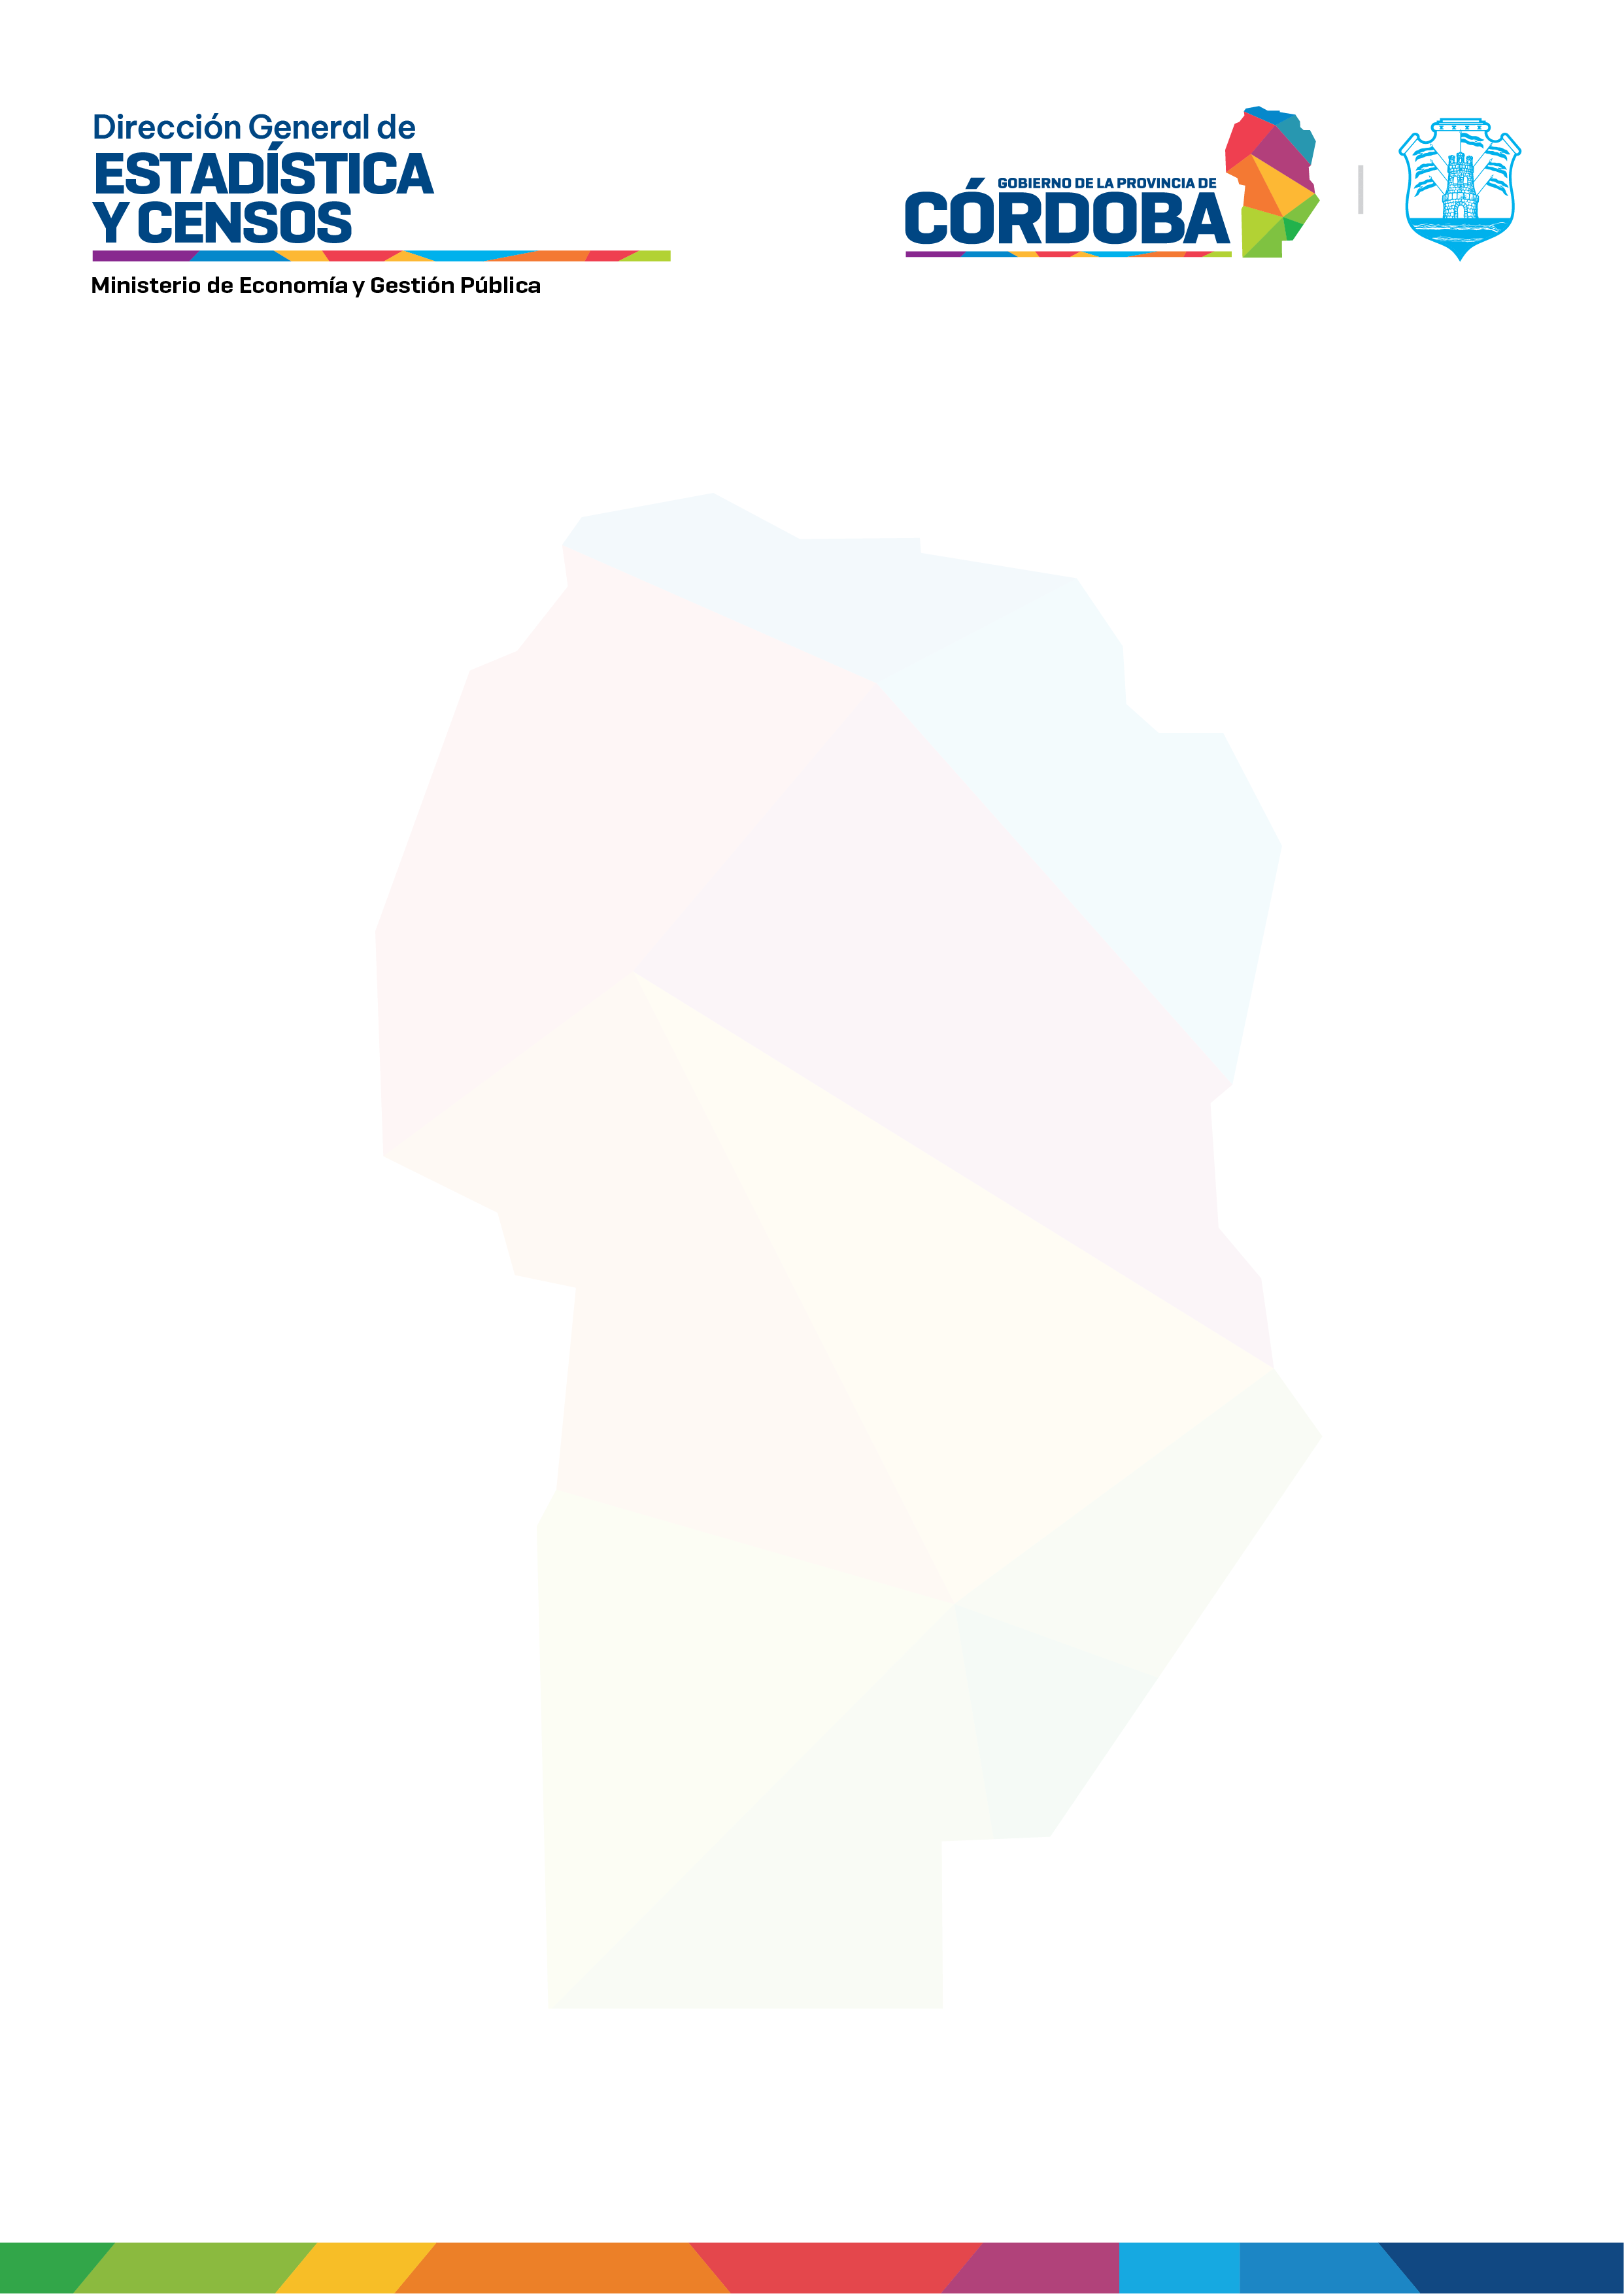 Dirección General de
ESTADÍSTICA
Y CENSOS
Ministerio de Economía y Gestión Pública
GOBIERNO DE LA PROVINCIA DE
CÓRDOBA